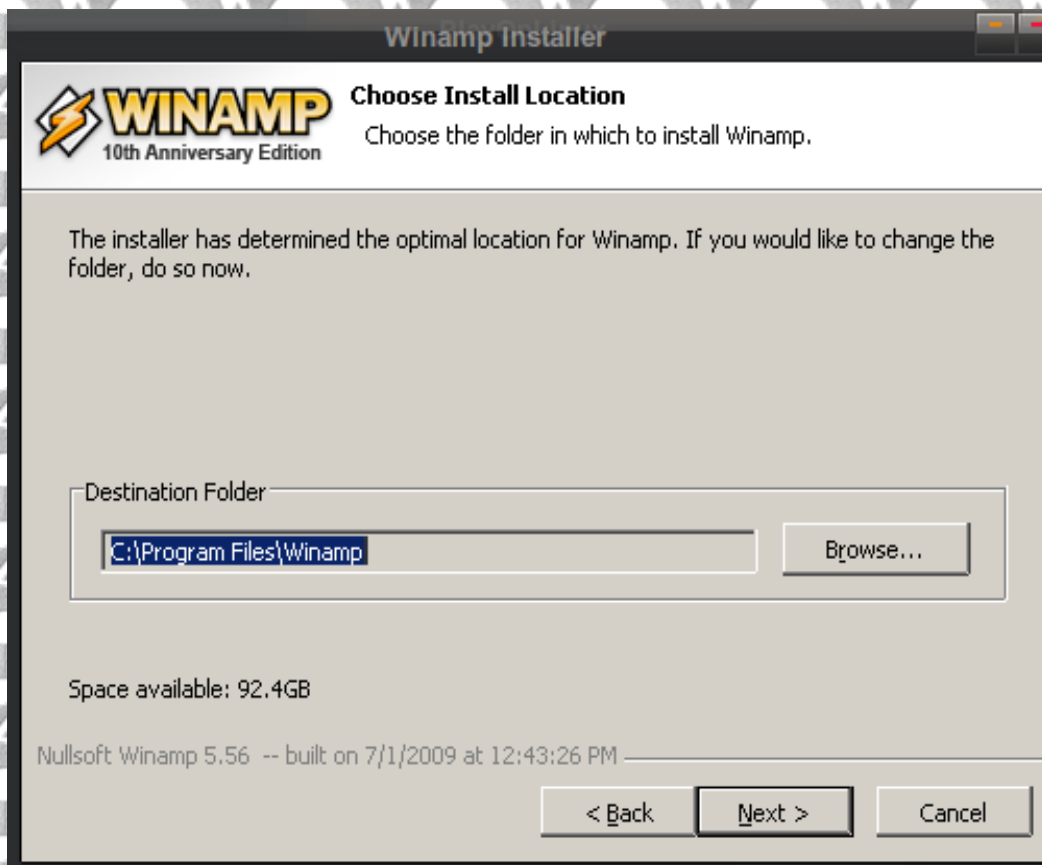 PlayOnLinux
Winamp Installer
WINAMP
10th Anniversary Edition
Choose Install Location
Choose the folder in which to install Winamp.
The installer has determined the optimal location for Winamp. If you would like to change the
folder, do so now.
Destination Folder
C:\Program Files\Winamp
Browse...
Space available: 92.4GB
Nullsoft Winamp 5.56 -- built on 7/1/2009 at 12:43:26 PM
< Back
Next >
Cancel